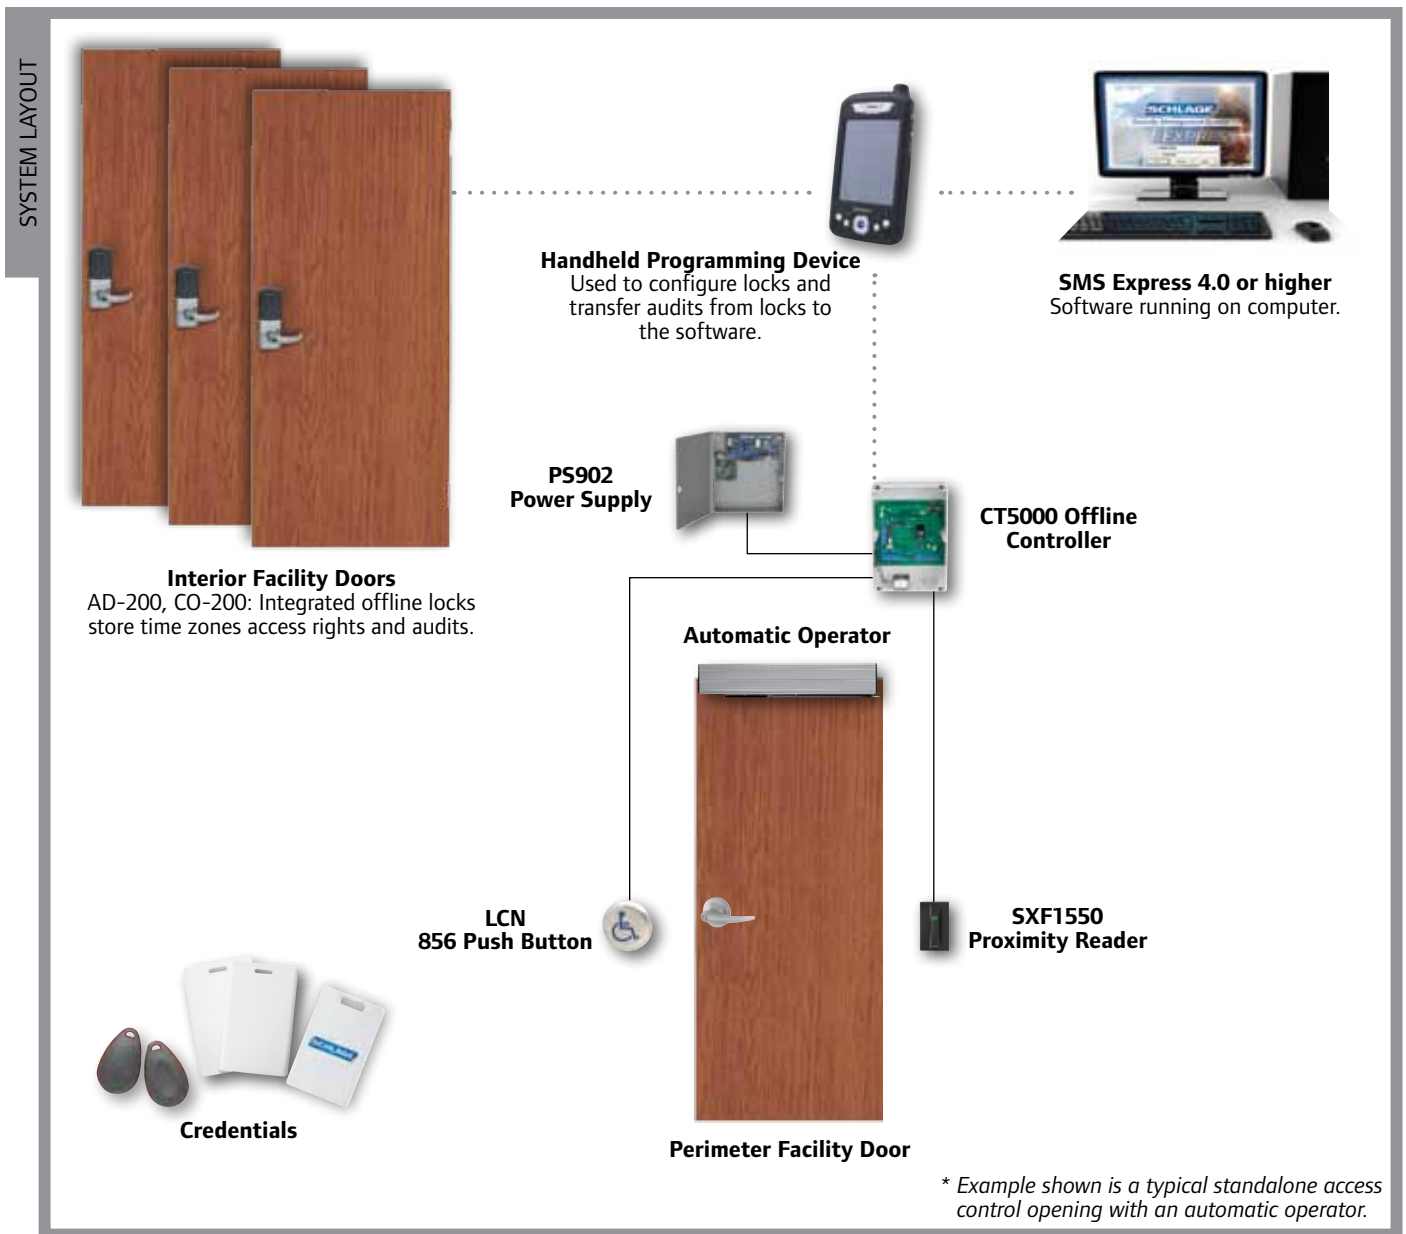 SYSTEM LAYOUT
SCHLAGE
EXPRESS
Handheld Programming Device
Used to configure locks and
transfer audits from locks to
the software.
SMS Express 4.0 or higher
Software running on computer.
PS902
Power Supply
CT5000 Offline
Controller
Interior Facility Doors
AD-200, CO-200: Integrated offline locks
store time zones access rights and audits.
Automatic Operator
LCN
856 Push Button
SXF1550
Proximity Reader
SCHLAGE
Credentials
Perimeter Facility Door
* Example shown is a typical standalone access
control opening with an automatic operator.